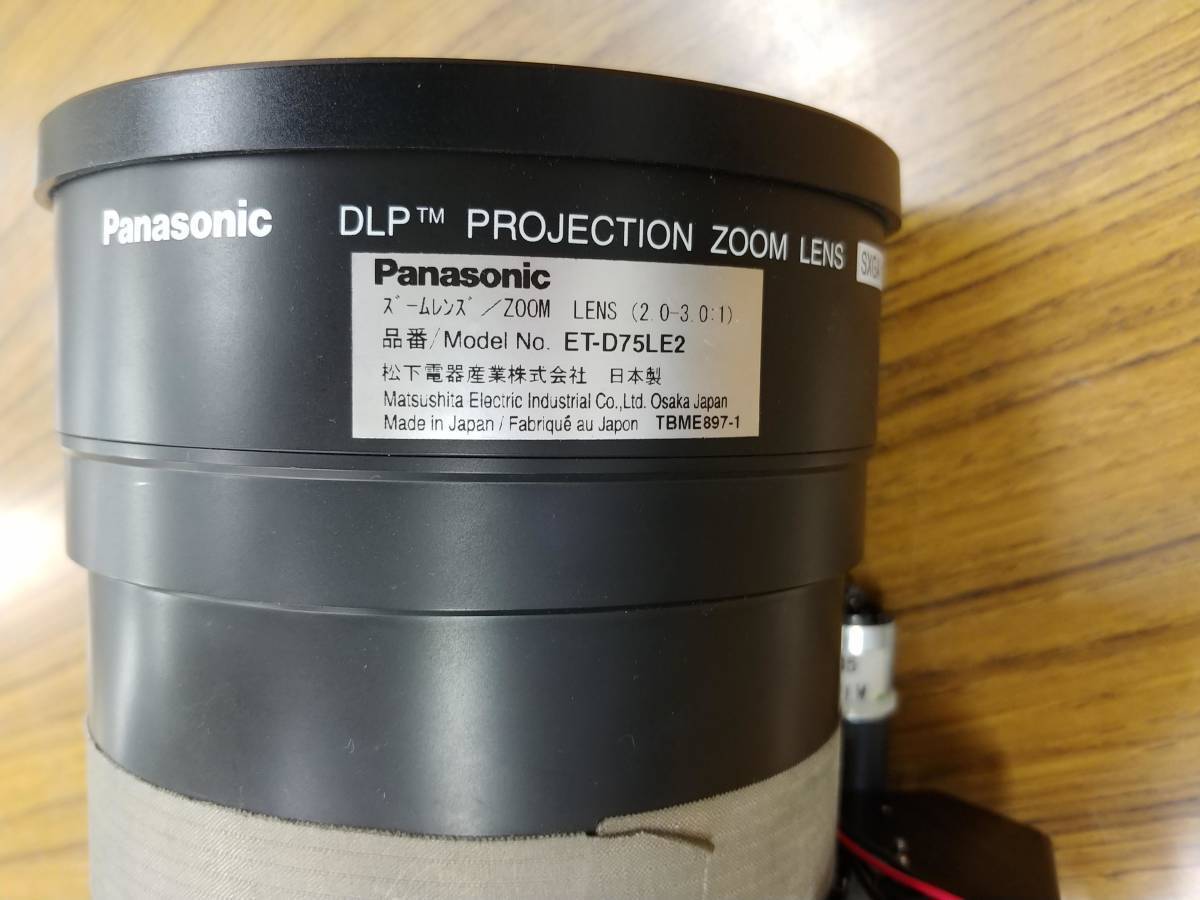 Panasonic DLP™ PROJECTION ZOOM LENS SXGA
Panasonic
ズームレンズ/ZOOM LENS (2.0-3.0:1)
品番/Model No. ET-D75LE2
松下電器産業株式会社 日本製
Matsushita Electric Industrial Co.,Ltd. Osaka Japan
Made in Japan / Fabriqué au Japon TBME897-1